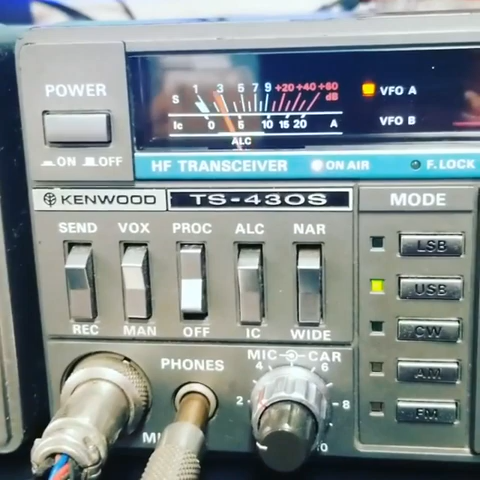 POWER
ON OFF
S 1 3 5 7 9 +20 +40 +60 dB
Ic 0 5 10 15 20 A
ALC
VFO A
VFO B
HF TRANSCEIVER ON AIR F.LOCK
KENWOOD TS-430S MODE
SEND VOX PROC ALC NAR
REC MAN OFF IC WIDE
LSB
USB
CW
AM
FM
PHONES
MIC CAR
4 6
2 8